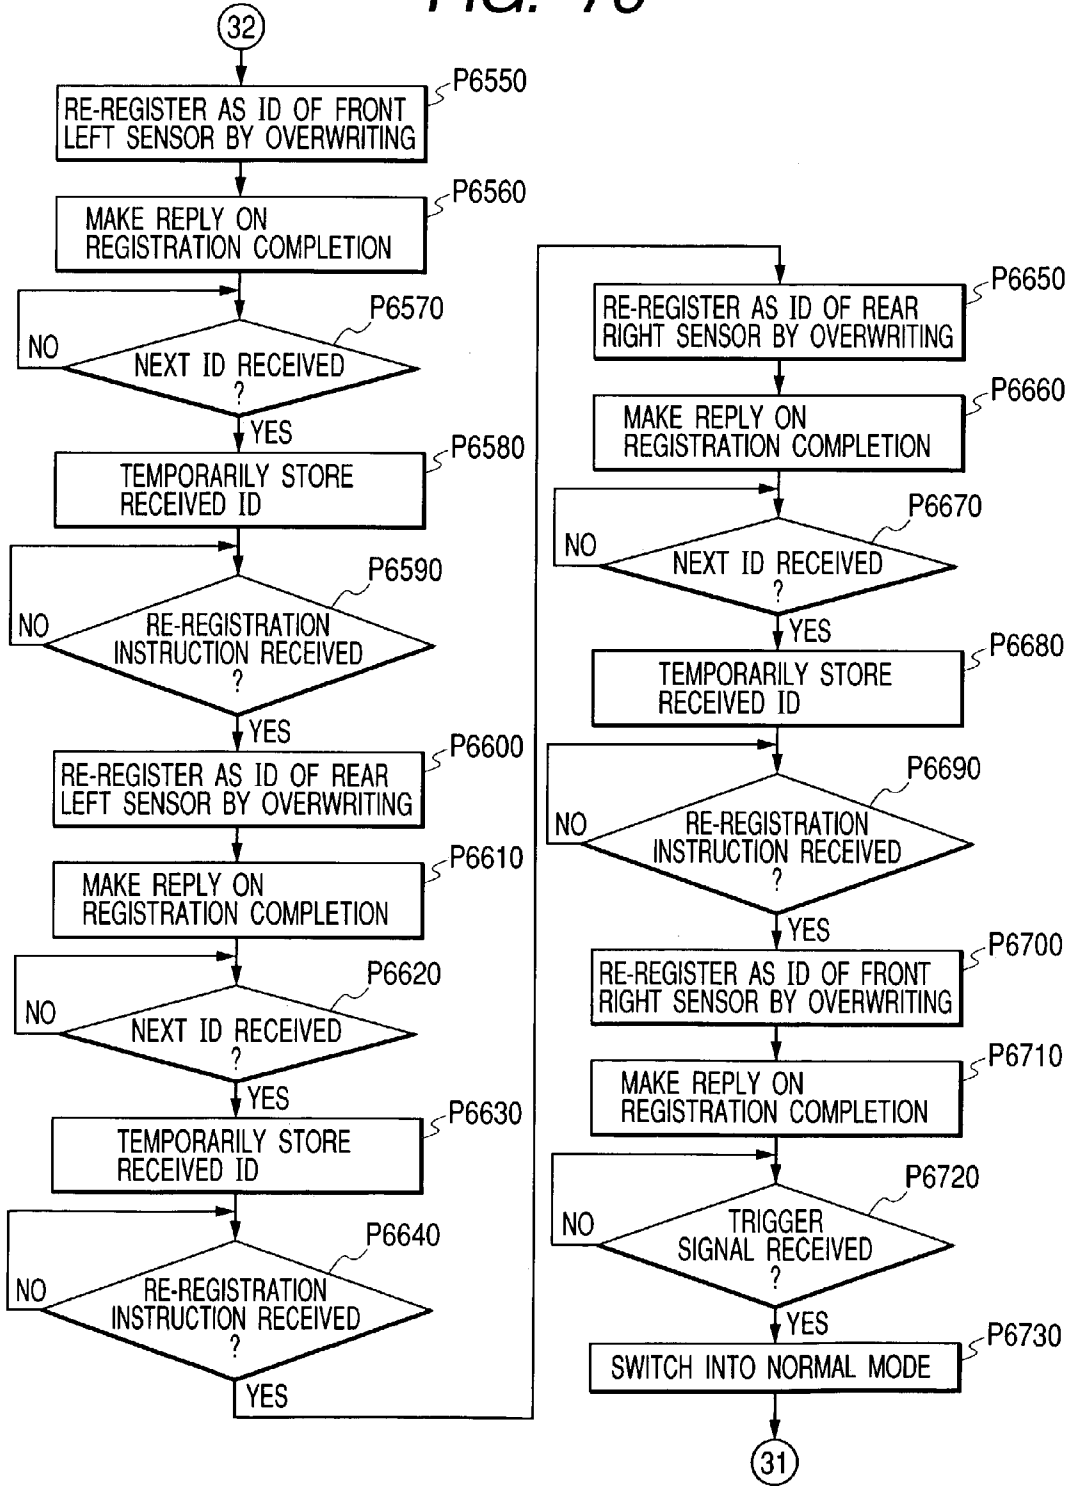 32
P6550
RE-REGISTER AS ID OF FRONT
LEFT SENSOR BY OVERWRITING
P6560
MAKE REPLY ON
REGISTRATION COMPLETION
P6570
NO
NEXT ID RECEIVED
?
YES
P6580
TEMPORARILY STORE
RECEIVED ID
P6590
NO
RE-REGISTRATION
INSTRUCTION RECEIVED
?
YES
P6600
RE-REGISTER AS ID OF REAR
LEFT SENSOR BY OVERWRITING
P6610
MAKE REPLY ON
REGISTRATION COMPLETION
P6620
NO
NEXT ID RECEIVED
?
YES
P6630
TEMPORARILY STORE
RECEIVED ID
P6640
NO
RE-REGISTRATION
INSTRUCTION RECEIVED
?
YES
P6650
RE-REGISTER AS ID OF REAR
RIGHT SENSOR BY OVERWRITING
P6660
MAKE REPLY ON
REGISTRATION COMPLETION
P6670
NO
NEXT ID RECEIVED
?
YES
P6680
TEMPORARILY STORE
RECEIVED ID
P6690
NO
RE-REGISTRATION
INSTRUCTION RECEIVED
?
YES
P6700
RE-REGISTER AS ID OF FRONT
RIGHT SENSOR BY OVERWRITING
P6710
MAKE REPLY ON
REGISTRATION COMPLETION
P6720
NO
TRIGGER
SIGNAL RECEIVED
?
YES
P6730
SWITCH INTO NORMAL MODE
31